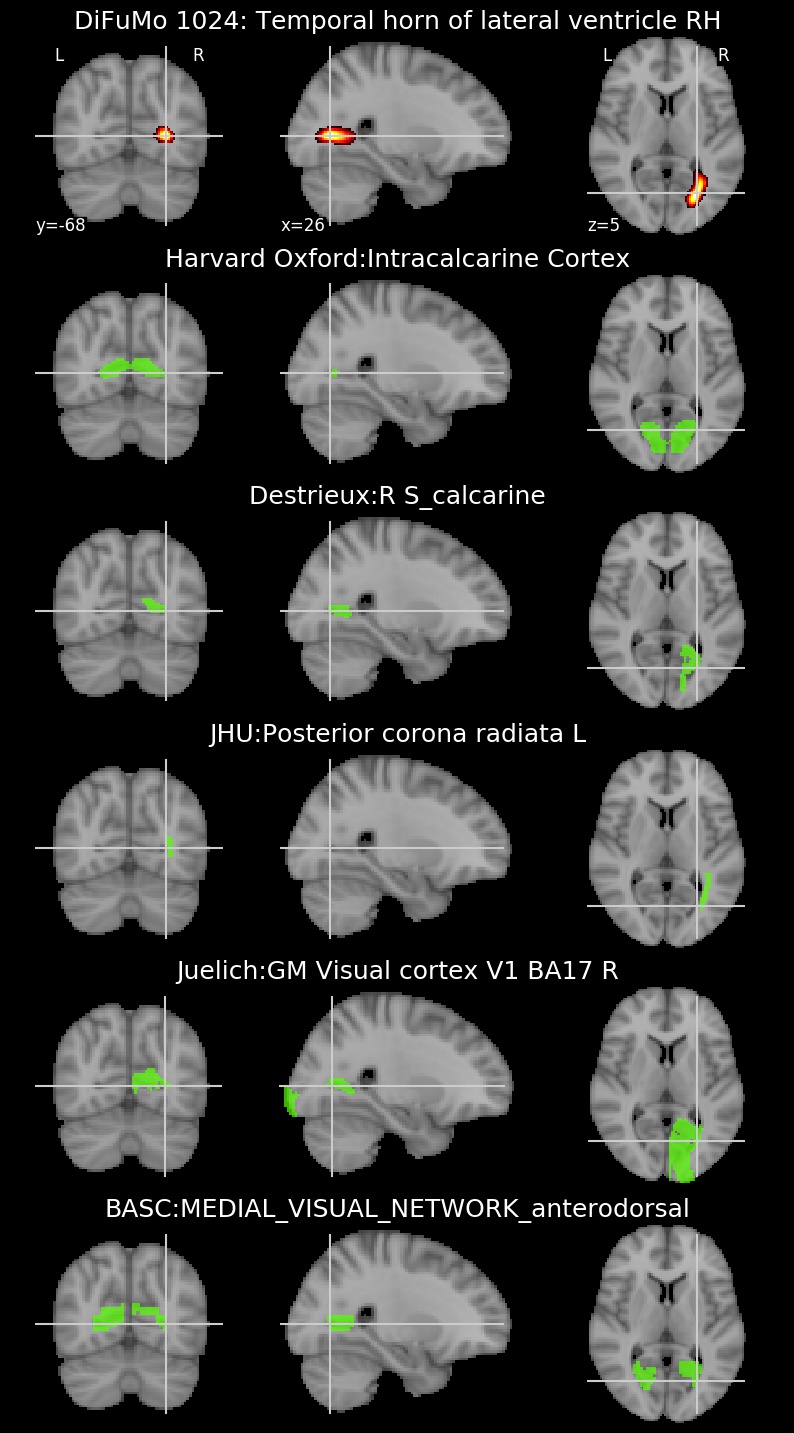 DiFuMo 1024: Temporal horn of lateral ventricle RH
L R L R
y=-68 x=26 z=5
Harvard Oxford:Intracalcarine Cortex
Destrieux:R S_calcarine
JHU:Posterior corona radiata L
Juelich:GM Visual cortex V1 BA17 R
BASC:MEDIAL_VISUAL_NETWORK_anterodorsal